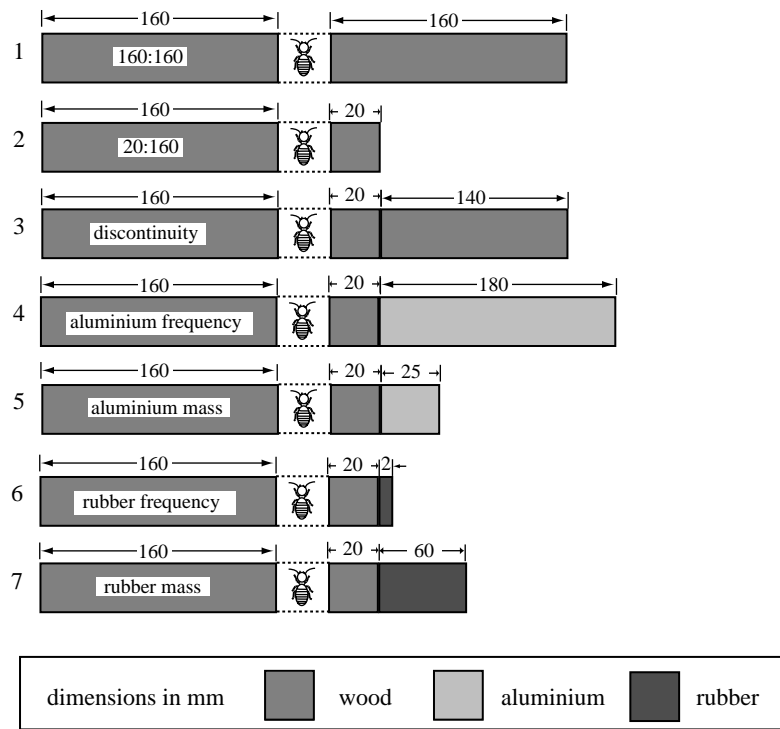 160 160
1 160:160
160 20
2 20:160
160 20 140
3 discontinuity
160 20 180
4 aluminium frequency
160 20 25
5 aluminium mass
160 20 2
6 rubber frequency
160 20 60
7 rubber mass
dimensions in mm wood aluminium rubber